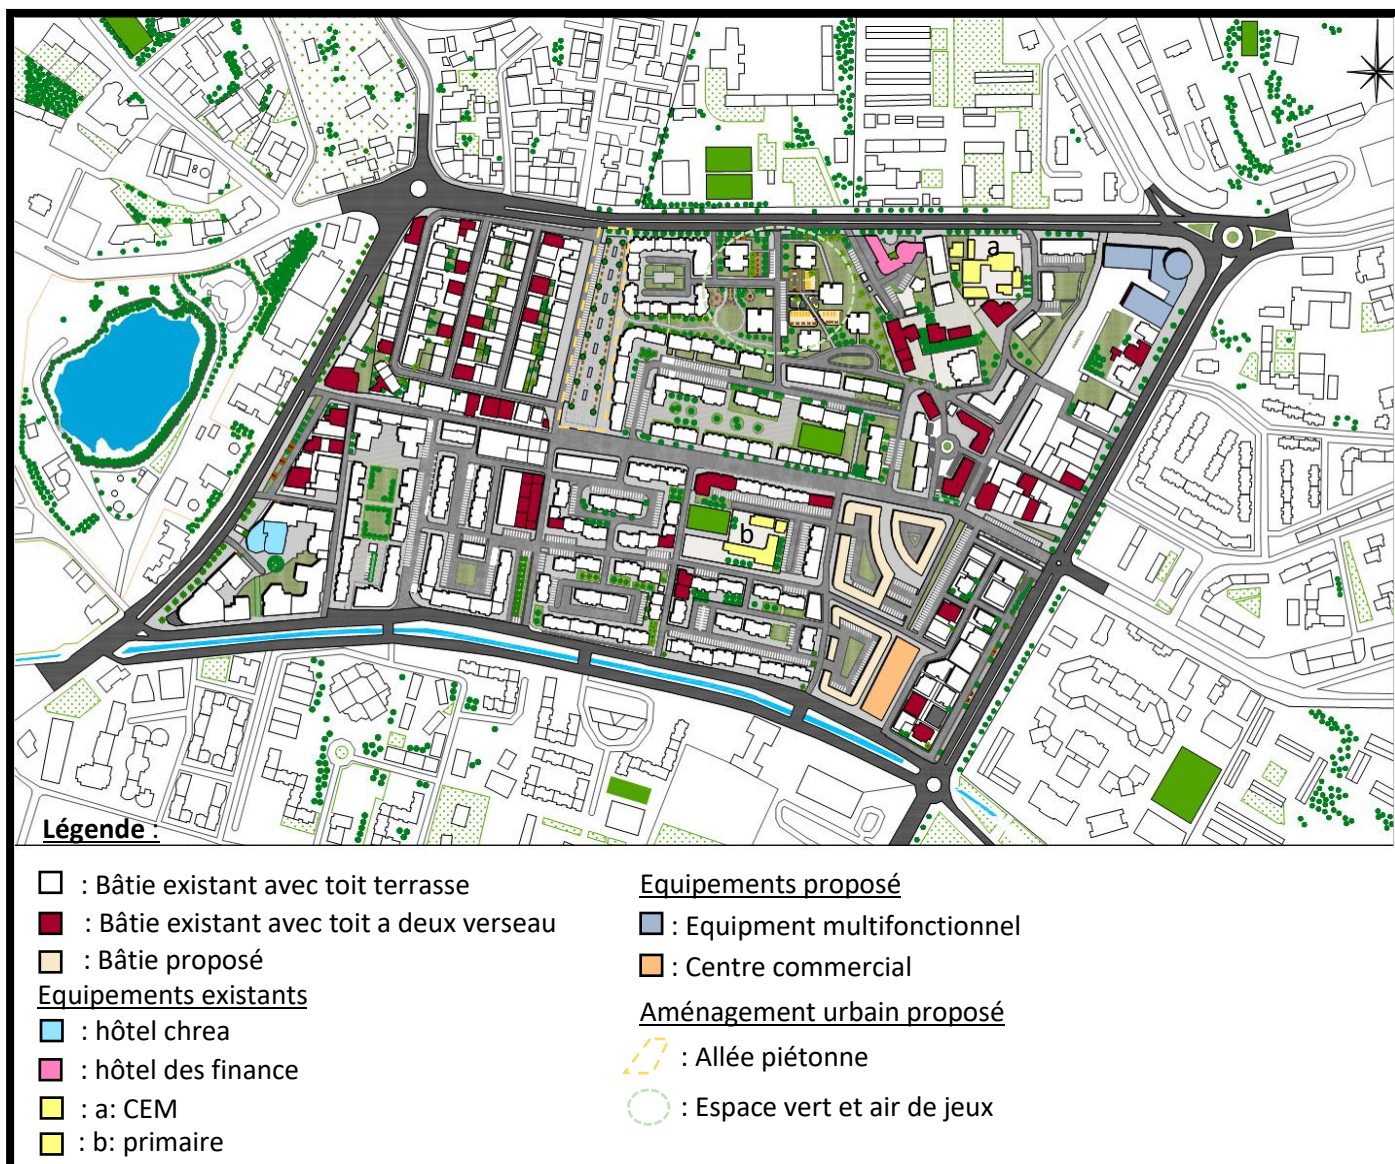 a
b
Légende :
: Bâtie existant avec toit terrasse
: Bâtie existant avec toit a deux verseau
: Bâtie proposé
Equipements existants
: hôtel chrea
: hôtel des finance
: a: CEM
: b: primaire
Equipements proposé
: Equipment multifonctionnel
: Centre commercial
Aménagement urbain proposé
: Allée piétonne
: Espace vert et air de jeux